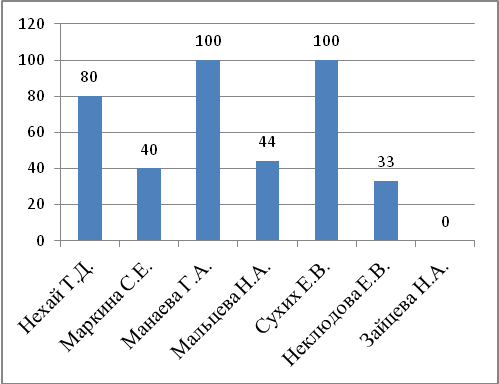 120
100
80
60
40
20
0
80
40
100
44
100
33
0
Нехай Т.Д.
Маркина С.Е.
Манаева Г.А.
Мальцева Н.А.
Сухих Е.В.
Неклюдова Е.В.
Зайцева Н.А.